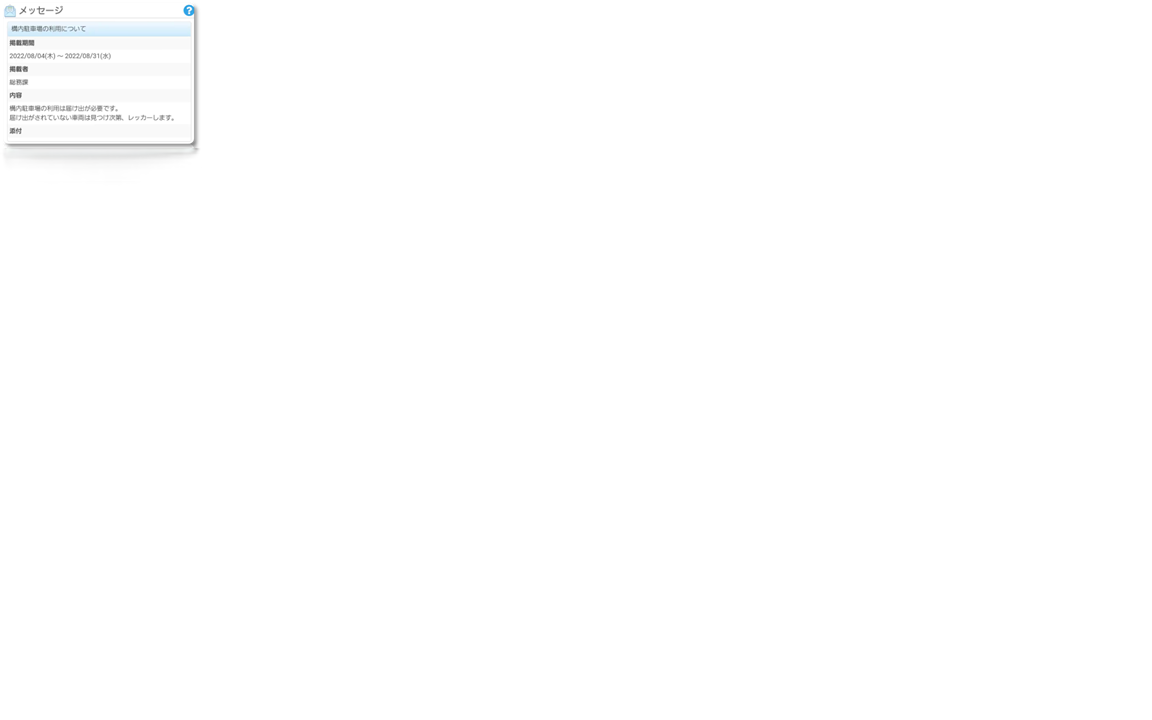 メッセージ
構内駐車場の利用について
掲載期間
2022/08/04(木) ～ 2022/08/31(水)
掲載者
総務課
内容
構内駐車場の利用は届け出が必要です。
届け出がされていない車両は見つけ次第、レッカーします。
添付